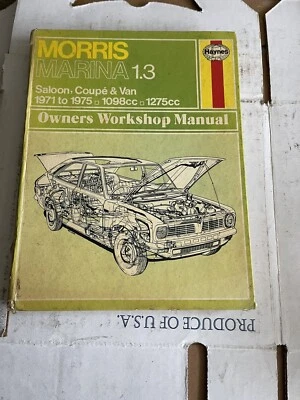 MORRIS
MARINA 1.3
Haynes
Saloon, Coupé & Van
1971 to 1975 □ 1098cc □ 1275cc
Owners Workshop Manual
PRODUCE OF U.S.A.